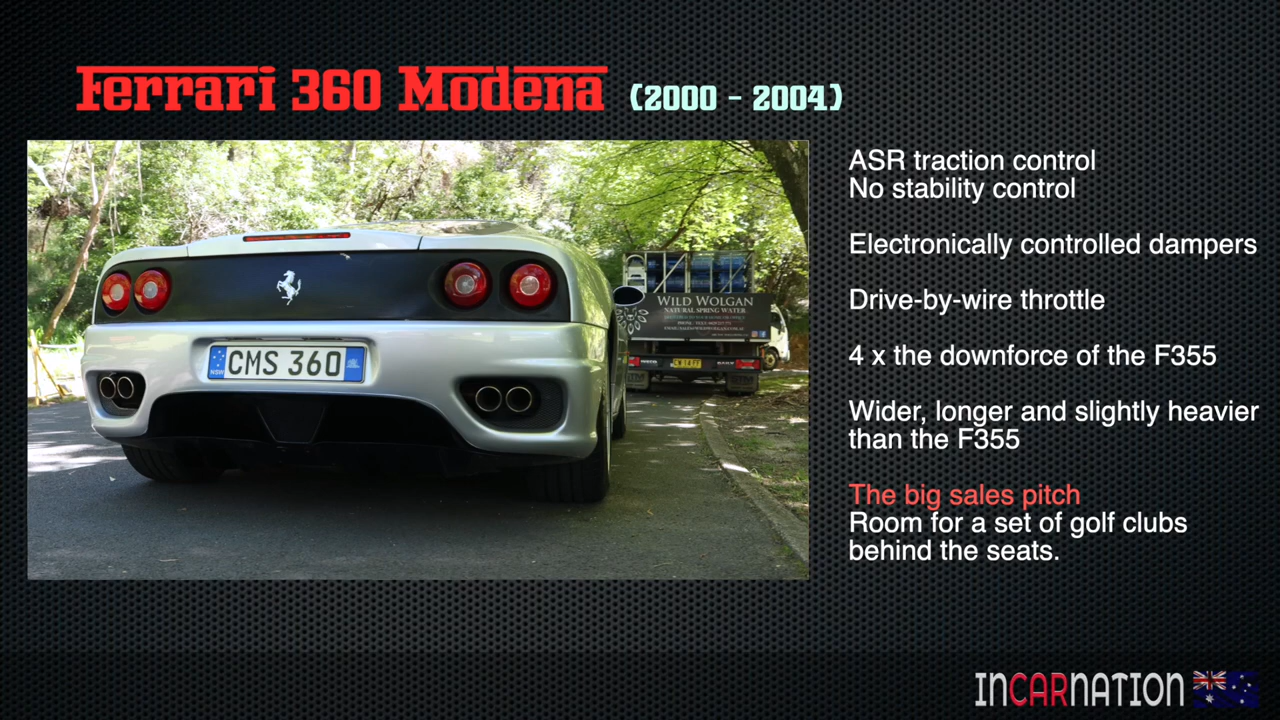 Ferrari 360 Modena (2000 - 2004)
ASR traction control
No stability control
Electronically controlled dampers
Drive-by-wire throttle
4 x the downforce of the F355
Wider, longer and slightly heavier
than the F355
The big sales pitch
Room for a set of golf clubs
behind the seats.
NSW
CMS 360
WILD WOLGAN
NATURAL SPRING WATER
INCARNATION